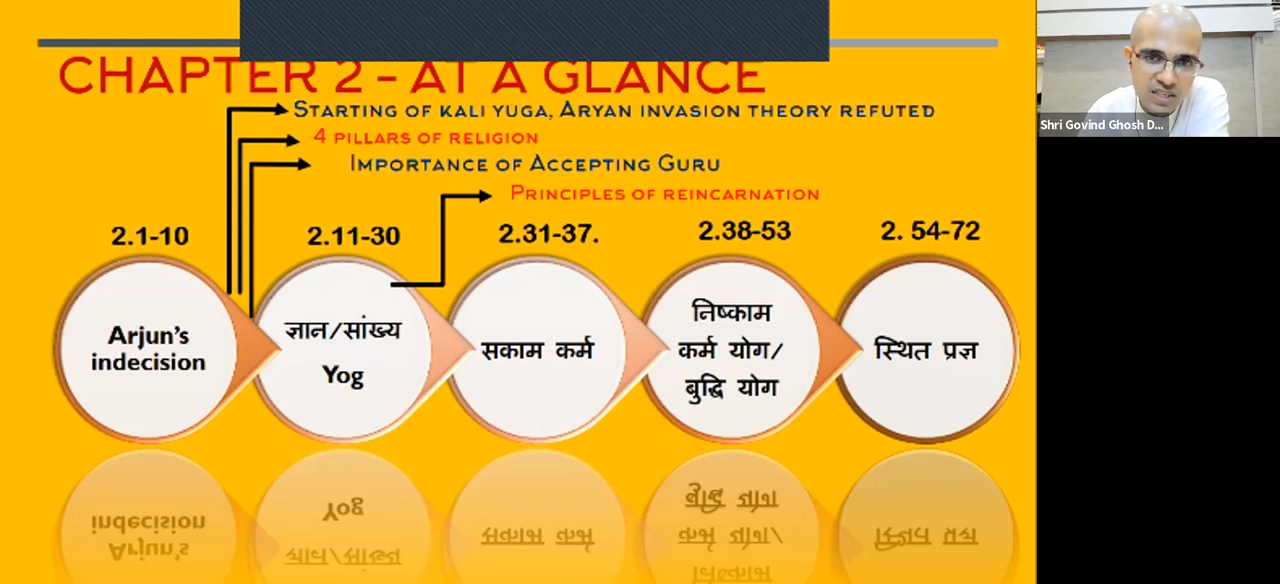 CHAPTER 2 - AT A GLANCE
STARTING OF KALI YUGA, ARYAN INVASION THEORY REFUTED
4 PILLARS OF RELIGION
IMPORTANCE OF ACCEPTING GURU
PRINCIPLES OF REINCARNATION
2.1-10
2.11-30
2.31-37.
2.38-53
2. 54-72
Arjun's
indecision
ज्ञान/सांख्य
Yog
सकाम कर्म
निष्काम
कर्म योग/
बुद्धि योग
स्थित प्रज्ञ
Shri Govind Ghosh D...